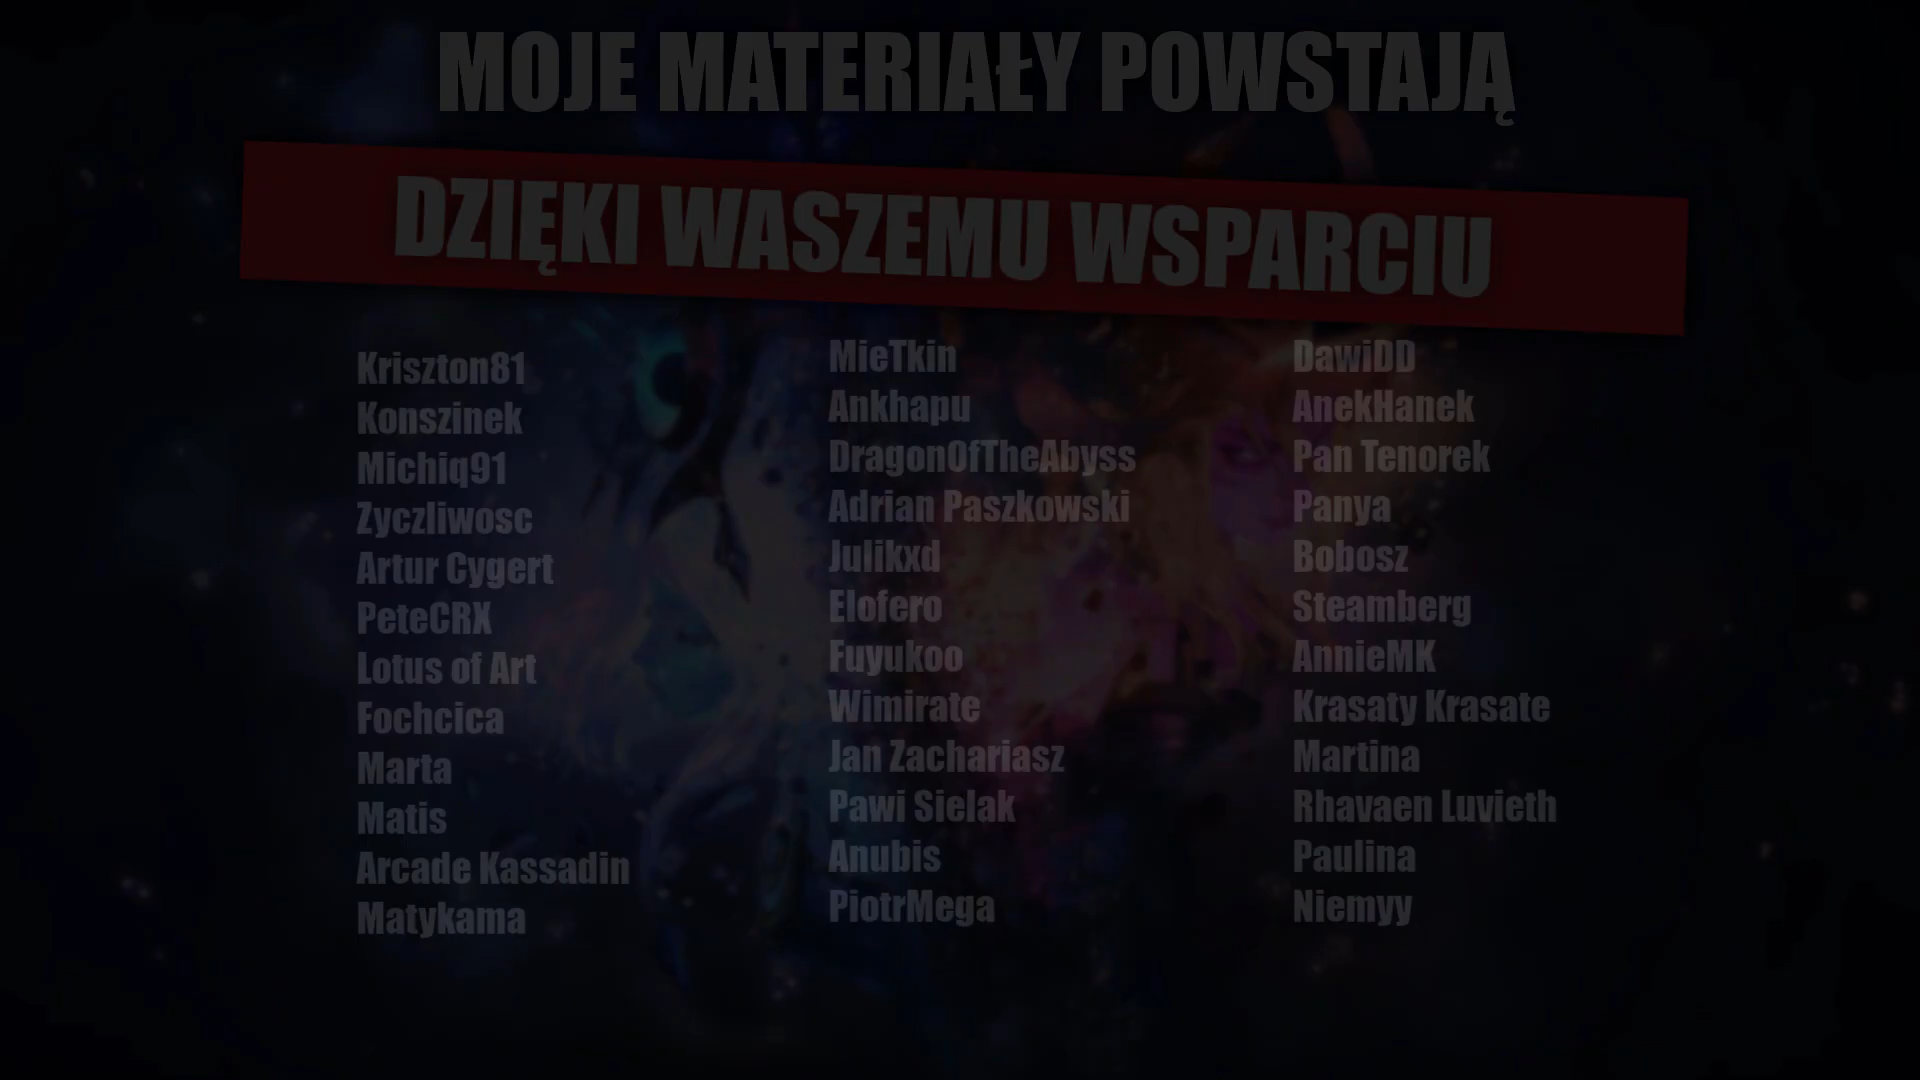 MOJE MATERIAŁY POWSTAJĄ
DZIĘKI WASZEMU WSPARCIU
Kriszton81
Konszinek
Michiq91
Zyczliwosc
Artur Cygert
PeteCRX
Lotus of Art
Fochcica
Marta
Matis
Arcade Kassadin
Matykama
MieTkin
Ankhapu
DragonOfTheAbyss
Adrian Paszkowski
Julikxd
Elofero
Fuyukoo
Wimirate
Jan Zachariasz
Pawi Sielak
Anubis
PiotrMega
DawiDD
AnekHanek
Pan Tenorek
Panya
Bobosz
Steamberg
AnnieMK
Krasaty Krasate
Martina
Rhavaen Luvieth
Paulina
Niemyy